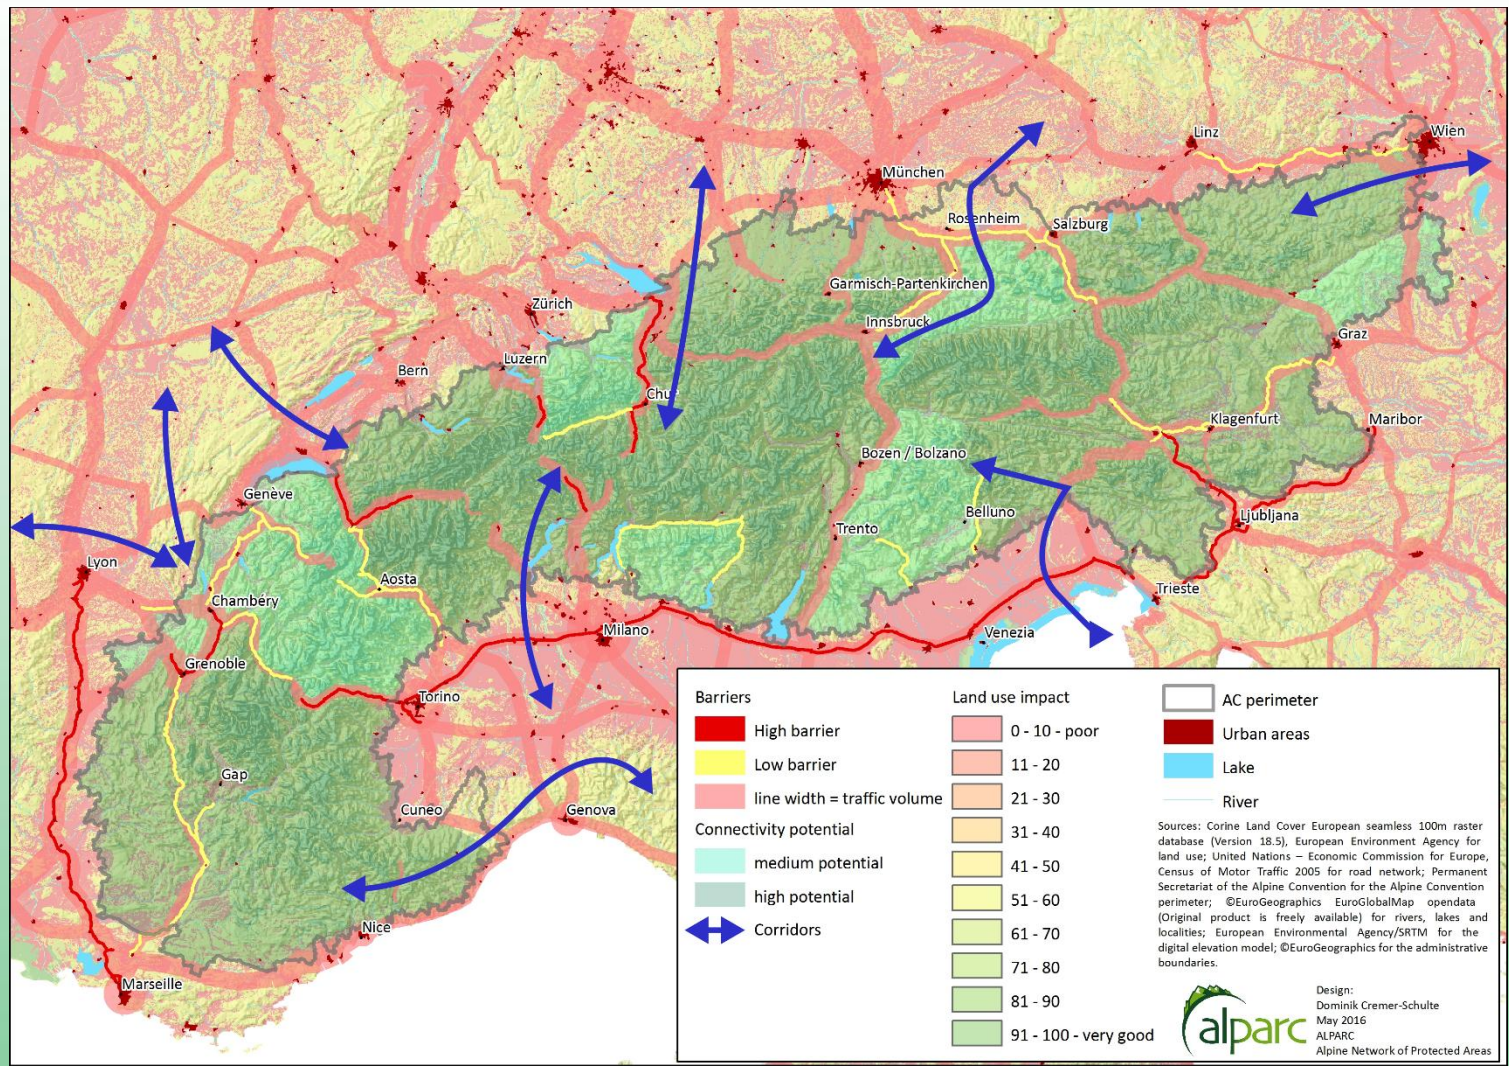 Linz
Wien
München
Rosenheim
Salzburg
Garmisch-Partenkirchen
Zürich
Innsbruck
Graz
Luzern
Bern
Chur
Klagenfurt
Maribor
Bozen / Bolzano
Genève
Belluno
Trento
Ljubljana
Lyon
Aosta
Trieste
Chambéry
Milano
Venezia
Grenoble
Torino
Gap
Cuneo
Genova
Nice
Marseille
Barriers
High barrier
Low barrier
line width = traffic volume
Connectivity potential
medium potential
high potential
Corridors
Land use impact
0 - 10 - poor
11 - 20
21 - 30
31 - 40
41 - 50
51 - 60
61 - 70
71 - 80
81 - 90
91 - 100 - very good
AC perimeter
Urban areas
Lake
River
Sources: Corine Land Cover European seamless 100m raster
database (Version 18.5), European Environment Agency for
land use; United Nations – Economic Commission for Europe,
Census of Motor Traffic 2005 for road network; Permanent
Secretariat of the Alpine Convention for the Alpine Convention
perimeter; ©EuroGeographics EuroGlobalMap opendata
(Original product is freely available) for rivers, lakes and
localities; European Environmental Agency/SRTM for the
digital elevation model; ©EuroGeographics for the administrative
boundaries.
alparc
Design:
Dominik Cremer-Schulte
May 2016
ALPARC
Alpine Network of Protected Areas